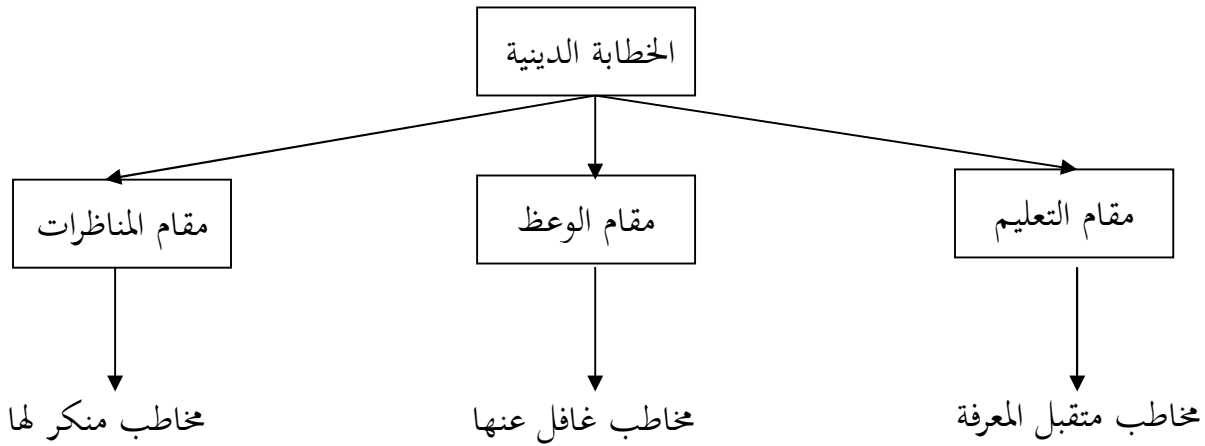 الخطابة الدينية
مقام التعليم
مقام الوعظ
مقام المناظرات
مخاطب متقبل المعرفة
مخاطب غافل عنها
مخاطب منكر لها